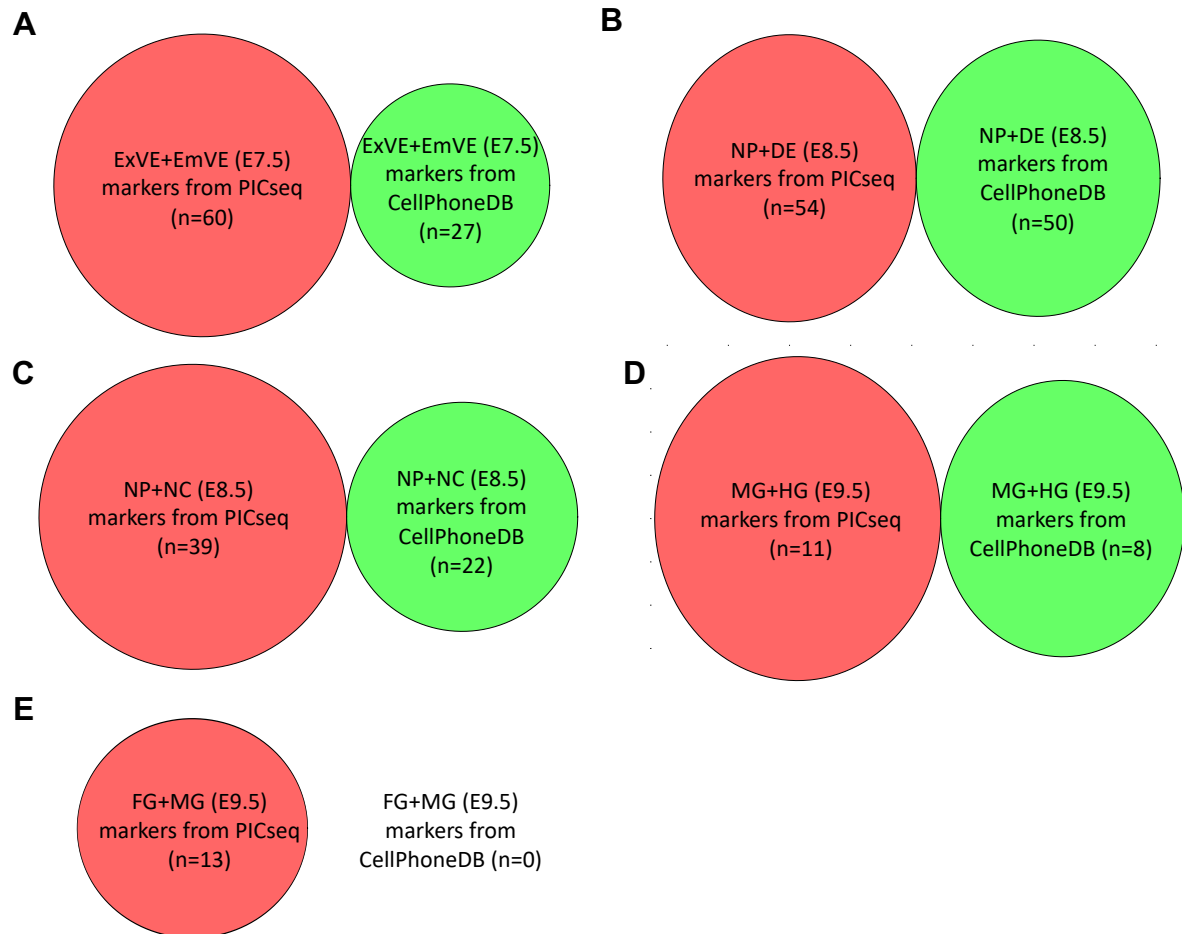 A
ExVE+EmVE (E7.5)
markers from PICseq
(n=60)
ExVE+EmVE (E7.5)
markers from
CellPhoneDB
(n=27)
B
NP+DE (E8.5)
markers from PICseq
(n=54)
NP+DE (E8.5)
markers from
CellPhoneDB
(n=50)
C
NP+NC (E8.5)
markers from PICseq
(n=39)
NP+NC (E8.5)
markers from
CellPhoneDB
(n=22)
D
MG+HG (E9.5)
markers from PICseq
(n=11)
MG+HG (E9.5)
markers from
CellPhoneDB (n=8)
E
FG+MG (E9.5)
markers from PICseq
(n=13)
FG+MG (E9.5)
markers from
CellPhoneDB (n=0)